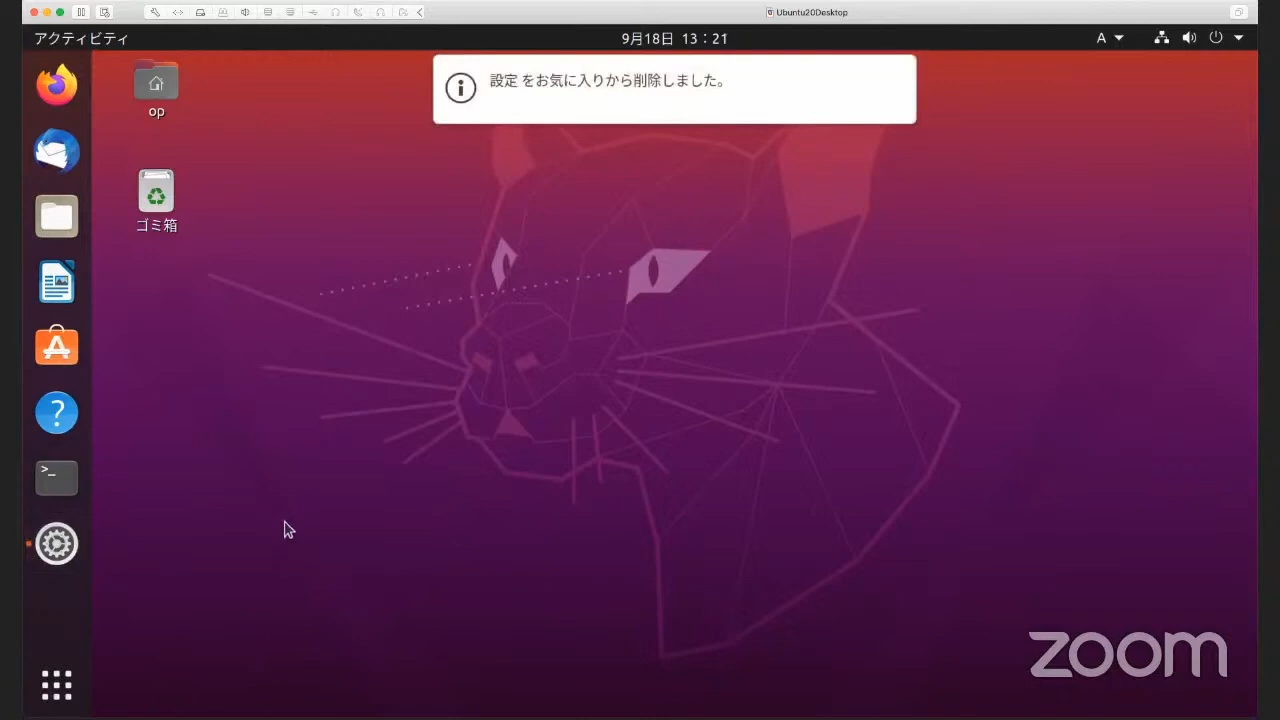 Ubuntu20Desktop
アクティビティ
9月18日 13:21
A
設定 をお気に入りから削除しました。
op
ゴミ箱
?
>_
zoom